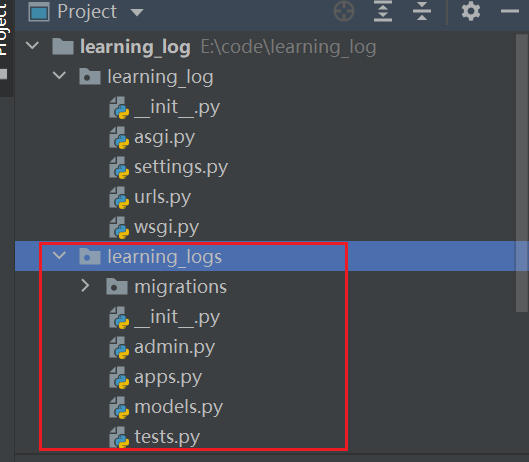 Project
Project
learning_log E:\code\learning_log
learning_log
__init__.py
asgi.py
settings.py
urls.py
wsgi.py
learning_logs
migrations
__init__.py
admin.py
apps.py
models.py
tests.py